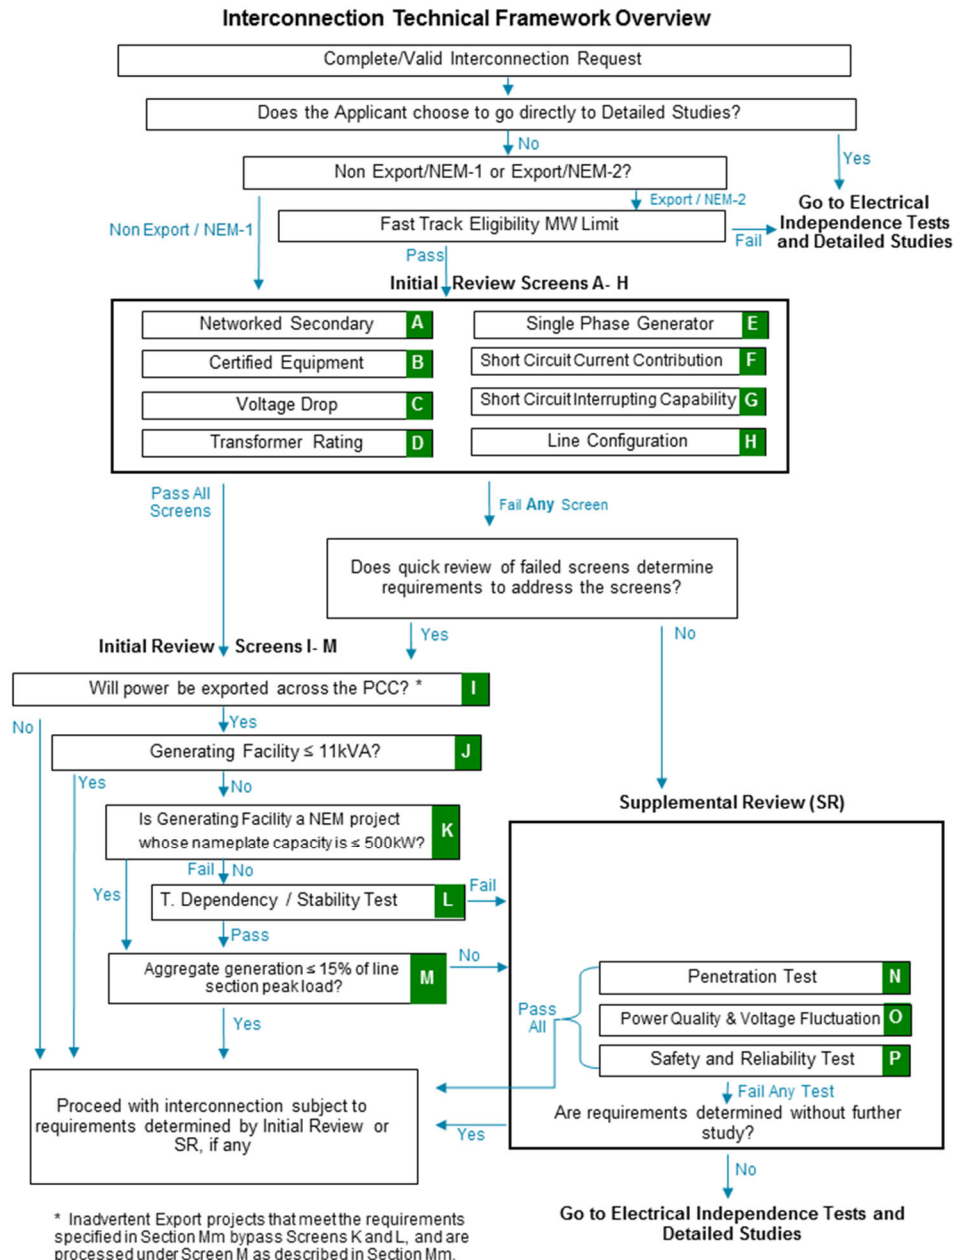 Interconnection Technical Framework Overview
Complete/Valid Interconnection Request
Does the Applicant choose to go directly to Detailed Studies?
No
Yes
Non Export/NEM-1 or Export/NEM-2?
Export / NEM-2
Go to Electrical
Independence Tests
and Detailed Studies
Non Export / NEM-1
Fast Track Eligibility MW Limit
Fail
Pass
Initial Review Screens A- H
Networked Secondary A
Certified Equipment B
Voltage Drop C
Transformer Rating D
Single Phase Generator E
Short Circuit Current Contribution F
Short Circuit Interrupting Capability G
Line Configuration H
Pass All
Screens
Fail Any Screen
Does quick review of failed screens determine
requirements to address the screens?
Yes
No
Initial Review Screens I- M
Will power be exported across the PCC? * I
No
Yes
Generating Facility ≤ 11kVA? J
Yes
No
Is Generating Facility a NEM project
whose nameplate capacity is ≤ 500kW?
K
Fail No
Yes
T. Dependency / Stability Test L
Fail
Pass
Aggregate generation ≤ 15% of line
section peak load?
M
No
Yes
Supplemental Review (SR)
Penetration Test N
Power Quality & Voltage Fluctuation O
Safety and Reliability Test P
Pass
All
Fail Any Test
Are requirements determined without further
study?
Yes
No
Proceed with interconnection subject to
requirements determined by Initial Review or
SR, if any
Go to Electrical Independence Tests and
Detailed Studies
* Inadvertent Export projects that meet the requirements
specified in Section Mm bypass Screens K and L, and are
processed under Screen M as described in Section Mm.